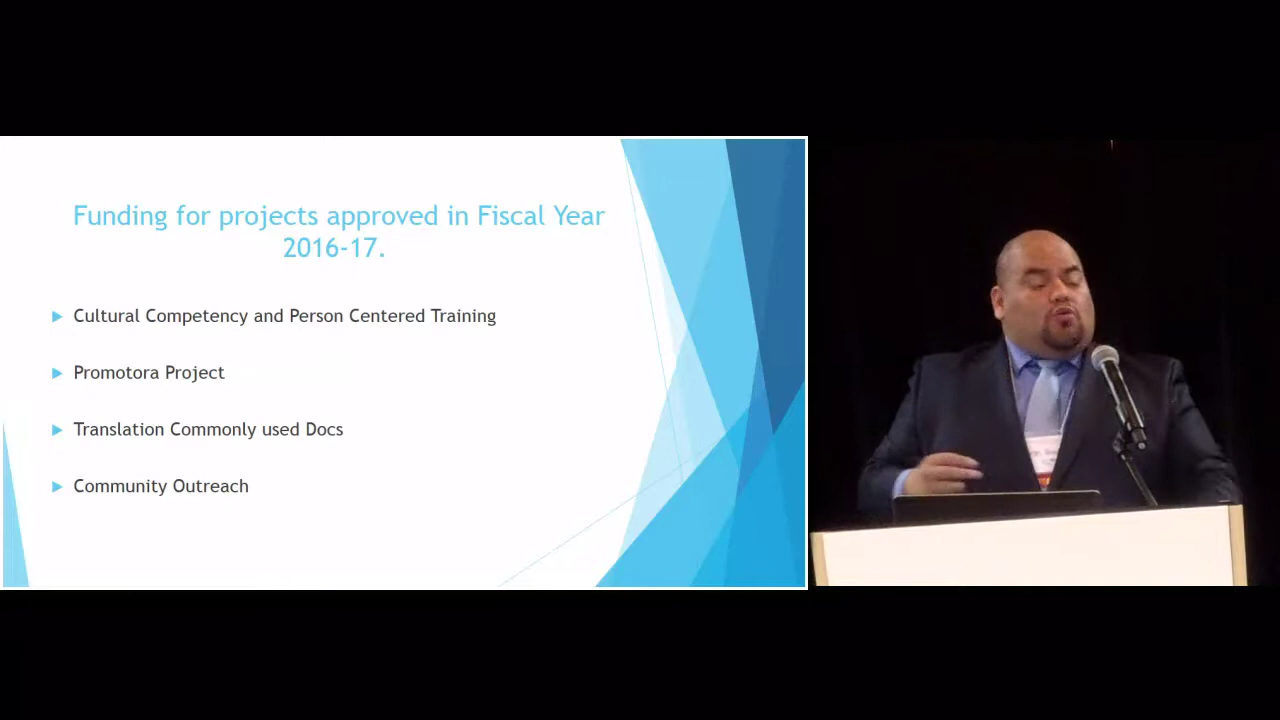 Funding for projects approved in Fiscal Year
2016-17.
Cultural Competency and Person Centered Training
Promotora Project
Translation Commonly used Docs
Community Outreach